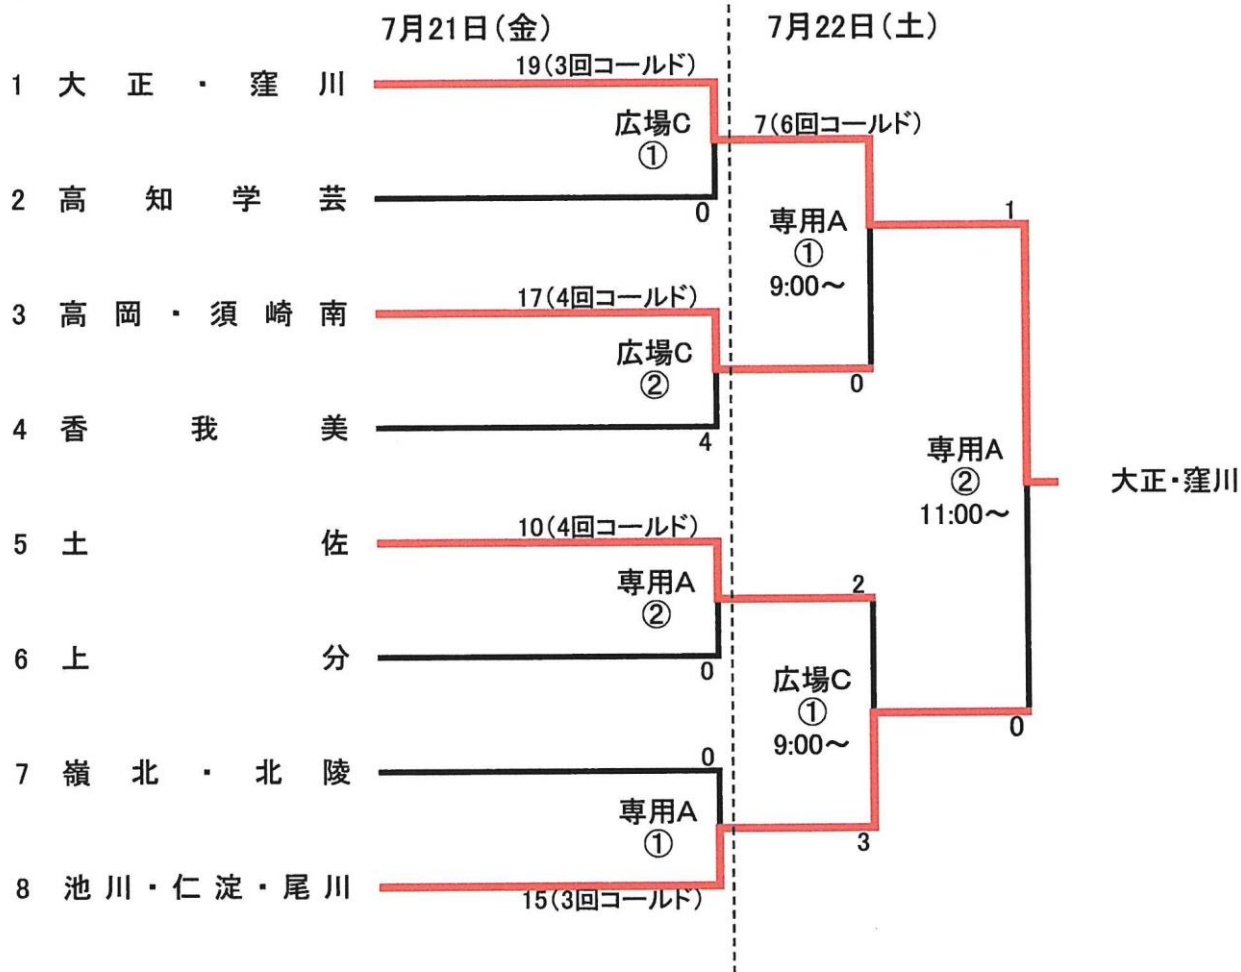 7月21日(金)
7月22日(土)
19(3回コールド)
1 大正・窪川
広場C
①
7(6回コールド)
2 高知学芸
0
専用A
①
9:00～
1
17(4回コールド)
3 高岡・須崎南
広場C
②
0
4 香我美
4
専用A
②
11:00～
大正・窪川
10(4回コールド)
5 土佐
専用A
②
2
6 上分
0
広場C
①
9:00～
0
0
7 嶺北・北陵
専用A
①
3
8 池川・仁淀・尾川
15(3回コールド)